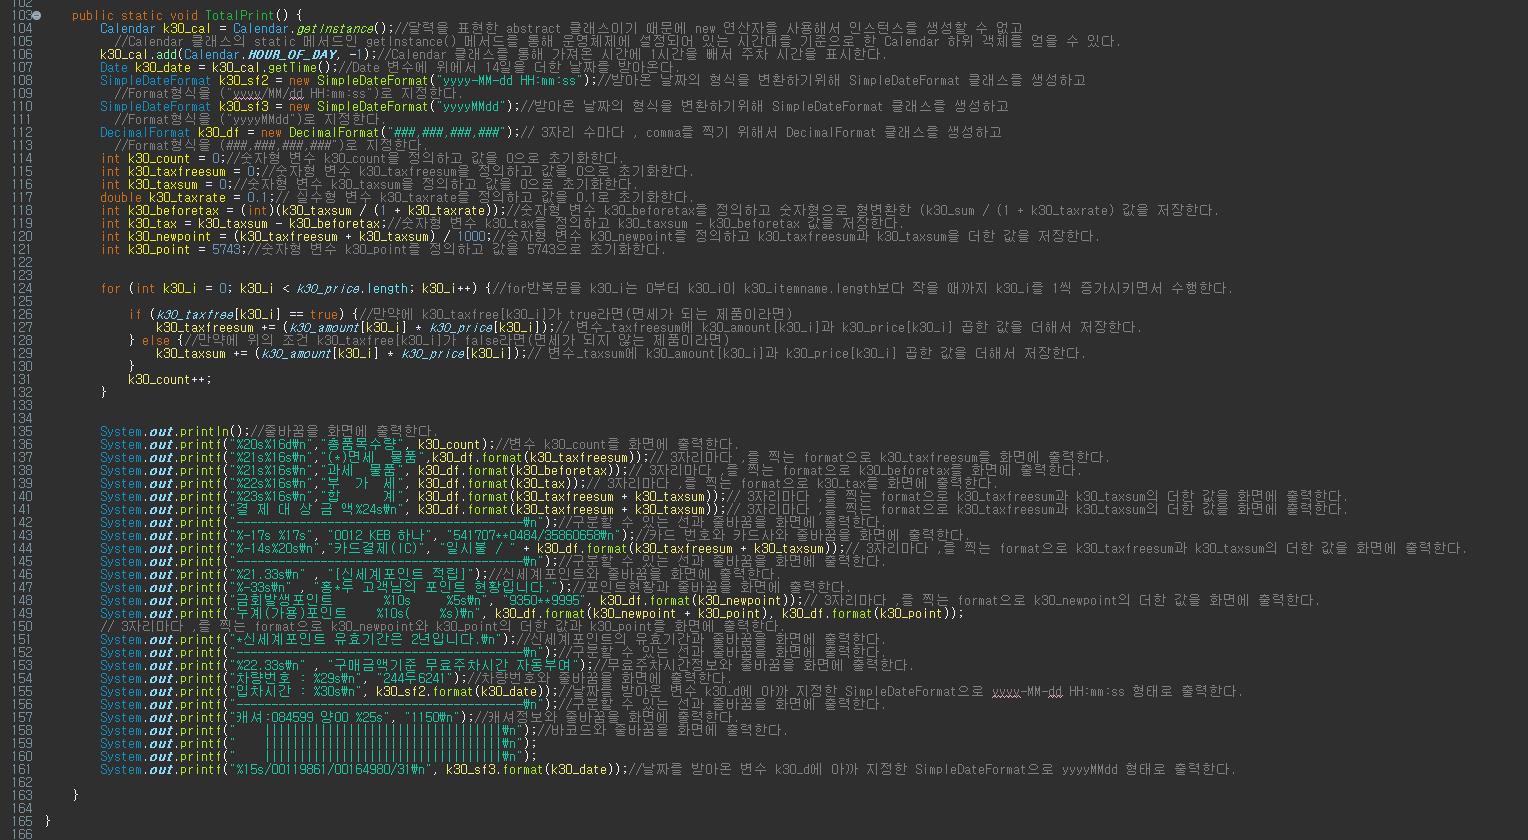 102
103 public static void TotalPrint() {
104 Calendar k30_cal = Calendar.getInstance();//달력을 표현한 abstract 클래스이기 때문에 new 연산자를 사용해서 인스턴스를 생성할 수 없고
105 //Calendar 클래스의 static 메서드인 getInstance() 메서드를 통해 운영체제에 설정되어 있는 시간대를 기준으로 한 Calendar 하위 객체를 얻을 수 있다.
106 k30_cal.add(Calendar.HOUR_OF_DAY, -1);//Calendar 클래스를 통해 가져온 시간에 1시간을 빼서 주차 시간을 표시한다.
107 Date k30_date = k30_cal.getTime();//Date 변수에 위에서 14일을 더한 날짜를 받아온다.
108 SimpleDateFormat k30_sf2 = new SimpleDateFormat("yyyy-MM-dd HH:mm:ss");//받아온 날짜의 형식을 변환하기위해 SimpleDateFormat 클래스를 생성하고
109 //Format형식을 ("yyyy/MM/dd HH:mm:ss")로 지정한다.
110 SimpleDateFormat k30_sf3 = new SimpleDateFormat("yyyyMMdd");//받아온 날짜의 형식을 변환하기위해 SimpleDateFormat 클래스를 생성하고
111 //Format형식을 ("yyyyMMdd")로 지정한다.
112 DecimalFormat k30_df = new DecimalFormat("###,###,###,###");// 3자리 수마다 , comma를 찍기 위해서 DecimalFormat 클래스를 생성하고
113 //Format형식을 (###,###,###,###")로 지정한다.
114 int k30_count = 0;//숫자형 변수 k30_count을 정의하고 값을 0으로 초기화한다.
115 int k30_taxfreesum = 0;//숫자형 변수 k30_taxfreesum을 정의하고 값을 0으로 초기화한다.
116 int k30_taxsum = 0;//숫자형 변수 k30_taxsum을 정의하고 값을 0으로 초기화한다.
117 double k30_taxrate = 0.1;// 실수형 변수 k30_taxrate을 정의하고 값을 0.1로 초기화한다.
118 int k30_beforetax = (int)(k30_taxsum / (1 + k30_taxrate));//숫자형 변수 k30_beforetax를 정의하고 숫자형으로 형변환한 (k30_sum / (1 + k30_taxrate) 값을 저장한다.
119 int k30_tax = k30_taxsum - k30_beforetax;//숫자형 변수 k30_tax를 정의하고 k30_taxsum - k30_beforetax 값을 저장한다.
120 int k30_newpoint = (k30_taxfreesum + k30_taxsum) / 1000;//숫자형 변수 k30_newpoint를 정의하고 k30_taxfreesum과 k30_taxsum을 더한 값을 저장한다.
121 int k30_point = 5743;//숫자형 변수 k30_point를 정의하고 값을 5743으로 초기화한다.
122
123
124 for (int k30_i = 0; k30_i < k30_price.length; k30_i++) {//for반복문을 k30_i는 0부터 k30_i이 k30_itemname.length보다 작을 때까지 k30_i를 1씩 증가시키면서 수행한다.
125
126 if (k30_taxfree[k30_i] == true) {//만약에 k30_taxfree[k30_i]가 true라면(면세가 되는 제품이라면)
127 k30_taxfreesum += (k30_amount[k30_i] * k30_price[k30_i]);// 변수_taxfreesum에 k30_amount[k30_i]과 k30_price[k30_i] 곱한 값을 더해서 저장한다.
128 } else {//만약에 위의 조건 k30_taxfree[k30_i]가 false라면(면세가 되지 않는 제품이라면)
129 k30_taxsum += (k30_amount[k30_i] * k30_price[k30_i]);// 변수_taxsum에 k30_amount[k30_i]과 k30_price[k30_i] 곱한 값을 더해서 저장한다.
130 }
131 k30_count++;
132 }
133
134
135 System.out.println();//줄바꿈을 화면에 출력한다.
136 System.out.printf("%20s%16d\n","총품목수량", k30_count);//변수 k30_count를 화면에 출력한다.
137 System.out.printf("%21s%16s\n","(*)면세  물품",k30_df.format(k30_taxfreesum));// 3자리마다 ,를 찍는 format으로 k30_taxfreesum를 화면에 출력한다.
138 System.out.printf("%21s%16s\n","과세  물품", k30_df.format(k30_beforetax));// 3자리마다 ,를 찍는 format으로 k30_beforetax를 화면에 출력한다.
139 System.out.printf("%22s%16s\n","부  가  세", k30_df.format(k30_tax));// 3자리마다 ,를 찍는 format으로 k30_tax를 화면에 출력한다.
140 System.out.printf("%23s%16s\n","합      계", k30_df.format(k30_taxfreesum + k30_taxsum));// 3자리마다 ,를 찍는 format으로 k30_taxfreesum과 k30_taxsum의 더한 값을 화면에 출력한다.
141 System.out.printf("결 제 대 상 금 액%24s\n", k30_df.format(k30_taxfreesum + k30_taxsum));// 3자리마다 ,를 찍는 format으로 k30_taxfreesum과 k30_taxsum의 더한 값을 화면에 출력한다.
142 System.out.printf("-----------------------------------------\n");//구분할 수 있는 선과 줄바꿈을 화면에 출력한다.
143 System.out.printf("%-17s %17s", "0012 KEB 하나", "541707**0484/35860658\n");//카드 번호와 카드사와 줄바꿈을 화면에 출력한다.
144 System.out.printf("%-14s%20s\n","카드결제(IC)", "일시불 / " + k30_df.format(k30_taxfreesum + k30_taxsum));// 3자리마다 ,를 찍는 format으로 k30_taxfreesum과 k30_taxsum의 더한 값을 화면에 출력한다.
145 System.out.printf("-----------------------------------------\n");//구분할 수 있는 선과 줄바꿈을 화면에 출력한다.
146 System.out.printf("%21.33s\n" , "[신세계포인트 적립]");//신세계포인트와 줄바꿈을 화면에 출력한다.
147 System.out.printf("%-33s\n" , "홍*두 고객님의 포인트 현황입니다.");//포인트현황과 줄바꿈을 화면에 출력한다.
148 System.out.printf("금회발생포인트       %10s     %5s\n", "9350**9995", k30_df.format(k30_newpoint));// 3자리마다 ,를 찍는 format으로 k30_newpoint의 더한 값을 화면에 출력한다.
149 System.out.printf("누계(가용)포인트    %10s(    %s)\n", k30_df.format(k30_newpoint + k30_point), k30_df.format(k30_point));
150 // 3자리마다 ,를 찍는 format으로 k30_newpoint와 k30_point의 더한 값과 k30_point를 화면에 출력한다.
151 System.out.printf("*신세계포인트 유효기간은 2년입니다.\n");//신세계포인트의 유효기간과 줄바꿈을 화면에 출력한다.
152 System.out.printf("-----------------------------------------\n");//구분할 수 있는 선과 줄바꿈을 화면에 출력한다.
153 System.out.printf("%22.33s\n" , "구매금액기준 무료주차시간 자동부여");//무료주차시간정보와 줄바꿈을 화면에 출력한다.
154 System.out.printf("차량번호 : %29s\n", "244두6241");//차량번호와 줄바꿈을 화면에 출력한다.
155 System.out.printf("입차시간 : %30s\n", k30_sf2.format(k30_date));//날짜를 받아온 변수 k30_d에 아까 지정한 SimpleDateFormat으로 yyyy-MM-dd HH:mm:ss 형태로 출력한다.
156 System.out.printf("-----------------------------------------\n");//구분할 수 있는 선과 줄바꿈을 화면에 출력한다.
157 System.out.printf("캐셔:084599 양00 %25s", "1150\n");//캐셔정보와 줄바꿈을 화면에 출력한다.
158 System.out.printf("    ||||||||||||||||||||||||||||||||\n");//바코드와 줄바꿈을 화면에 출력한다.
159 System.out.printf("    ||||||||||||||||||||||||||||||||\n");
160 System.out.printf("    ||||||||||||||||||||||||||||||||\n");
161 System.out.printf("%15s/00119861/00164980/31\n", k30_sf3.format(k30_date));//날짜를 받아온 변수 k30_d에 아까 지정한 SimpleDateFormat으로 yyyyMMdd 형태로 출력한다.
162
163 }
164
165 }
166